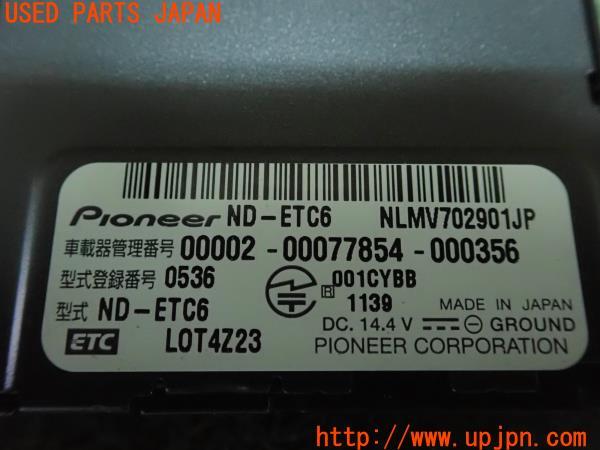 USED PARTS JAPAN
Pioneer ND-ETC6 NLMV702901JP
車載器管理番号 00002-00077854-000356
型式登録番号 0536 R 001CYBB
1139
型式 ND-ETC6 MADE IN JAPAN
DC. 14.4 V GROUND
ETC LOT4Z23 PIONEER CORPORATION
http://www.upjpn.com